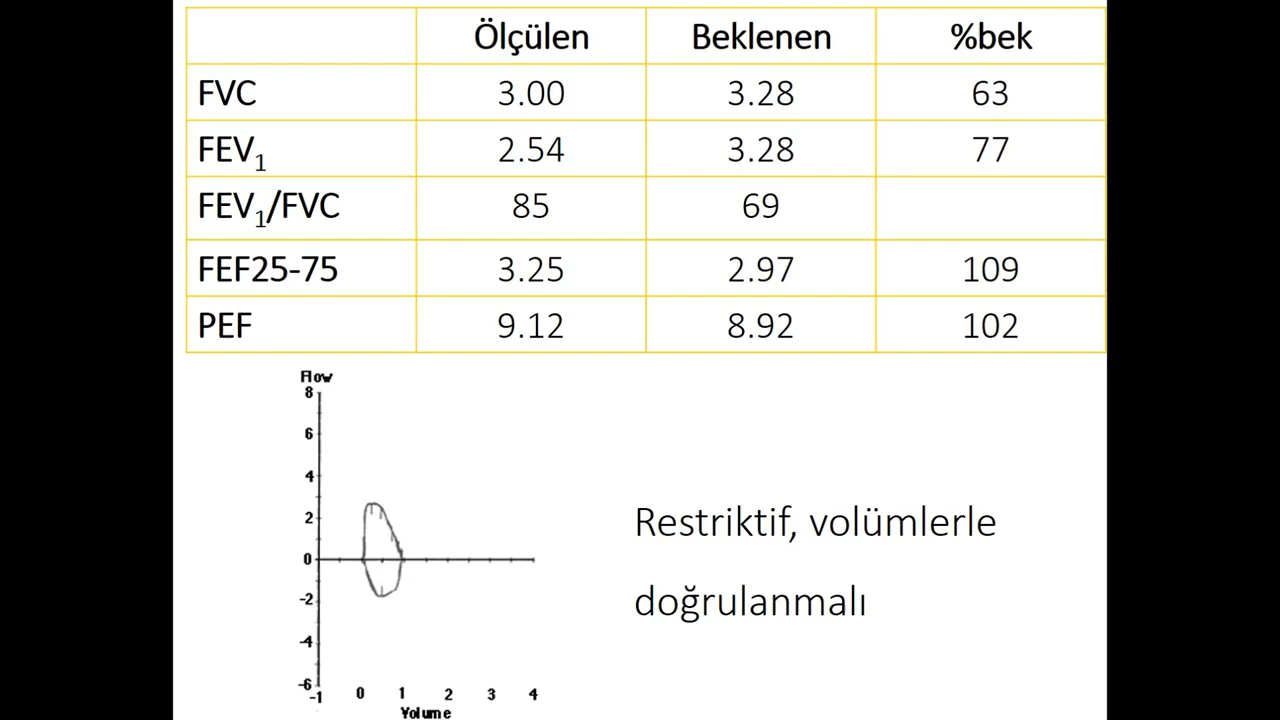 Ölçülen Beklenen %bek
FVC 3.00 3.28 63
FEV1 2.54 3.28 77
FEV1/FVC 85 69
FEF25-75 3.25 2.97 109
PEF 9.12 8.92 102
Flow
8
6
4
2
0
-2
-4
-6
-1 0 1 2 3 4
Volume
Restriktif, volümlerle
doğrulanmalı